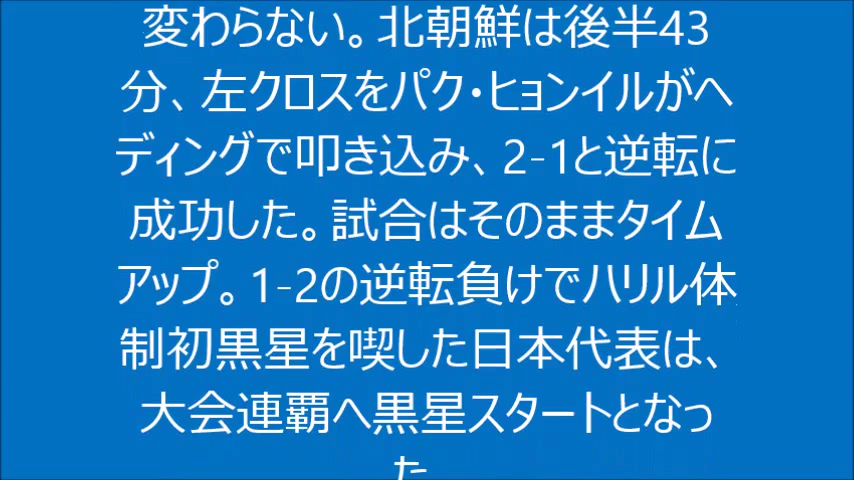 変わらない。北朝鮮は後半43
分、左クロスをパク・ヒョンイルがヘ
ディングで叩き込み、2-1と逆転に
成功した。試合はそのままタイム
アップ。1-2の逆転負けでハリル体
制初黒星を喫した日本代表は、
大会連覇へ黒星スタートとなっ
た